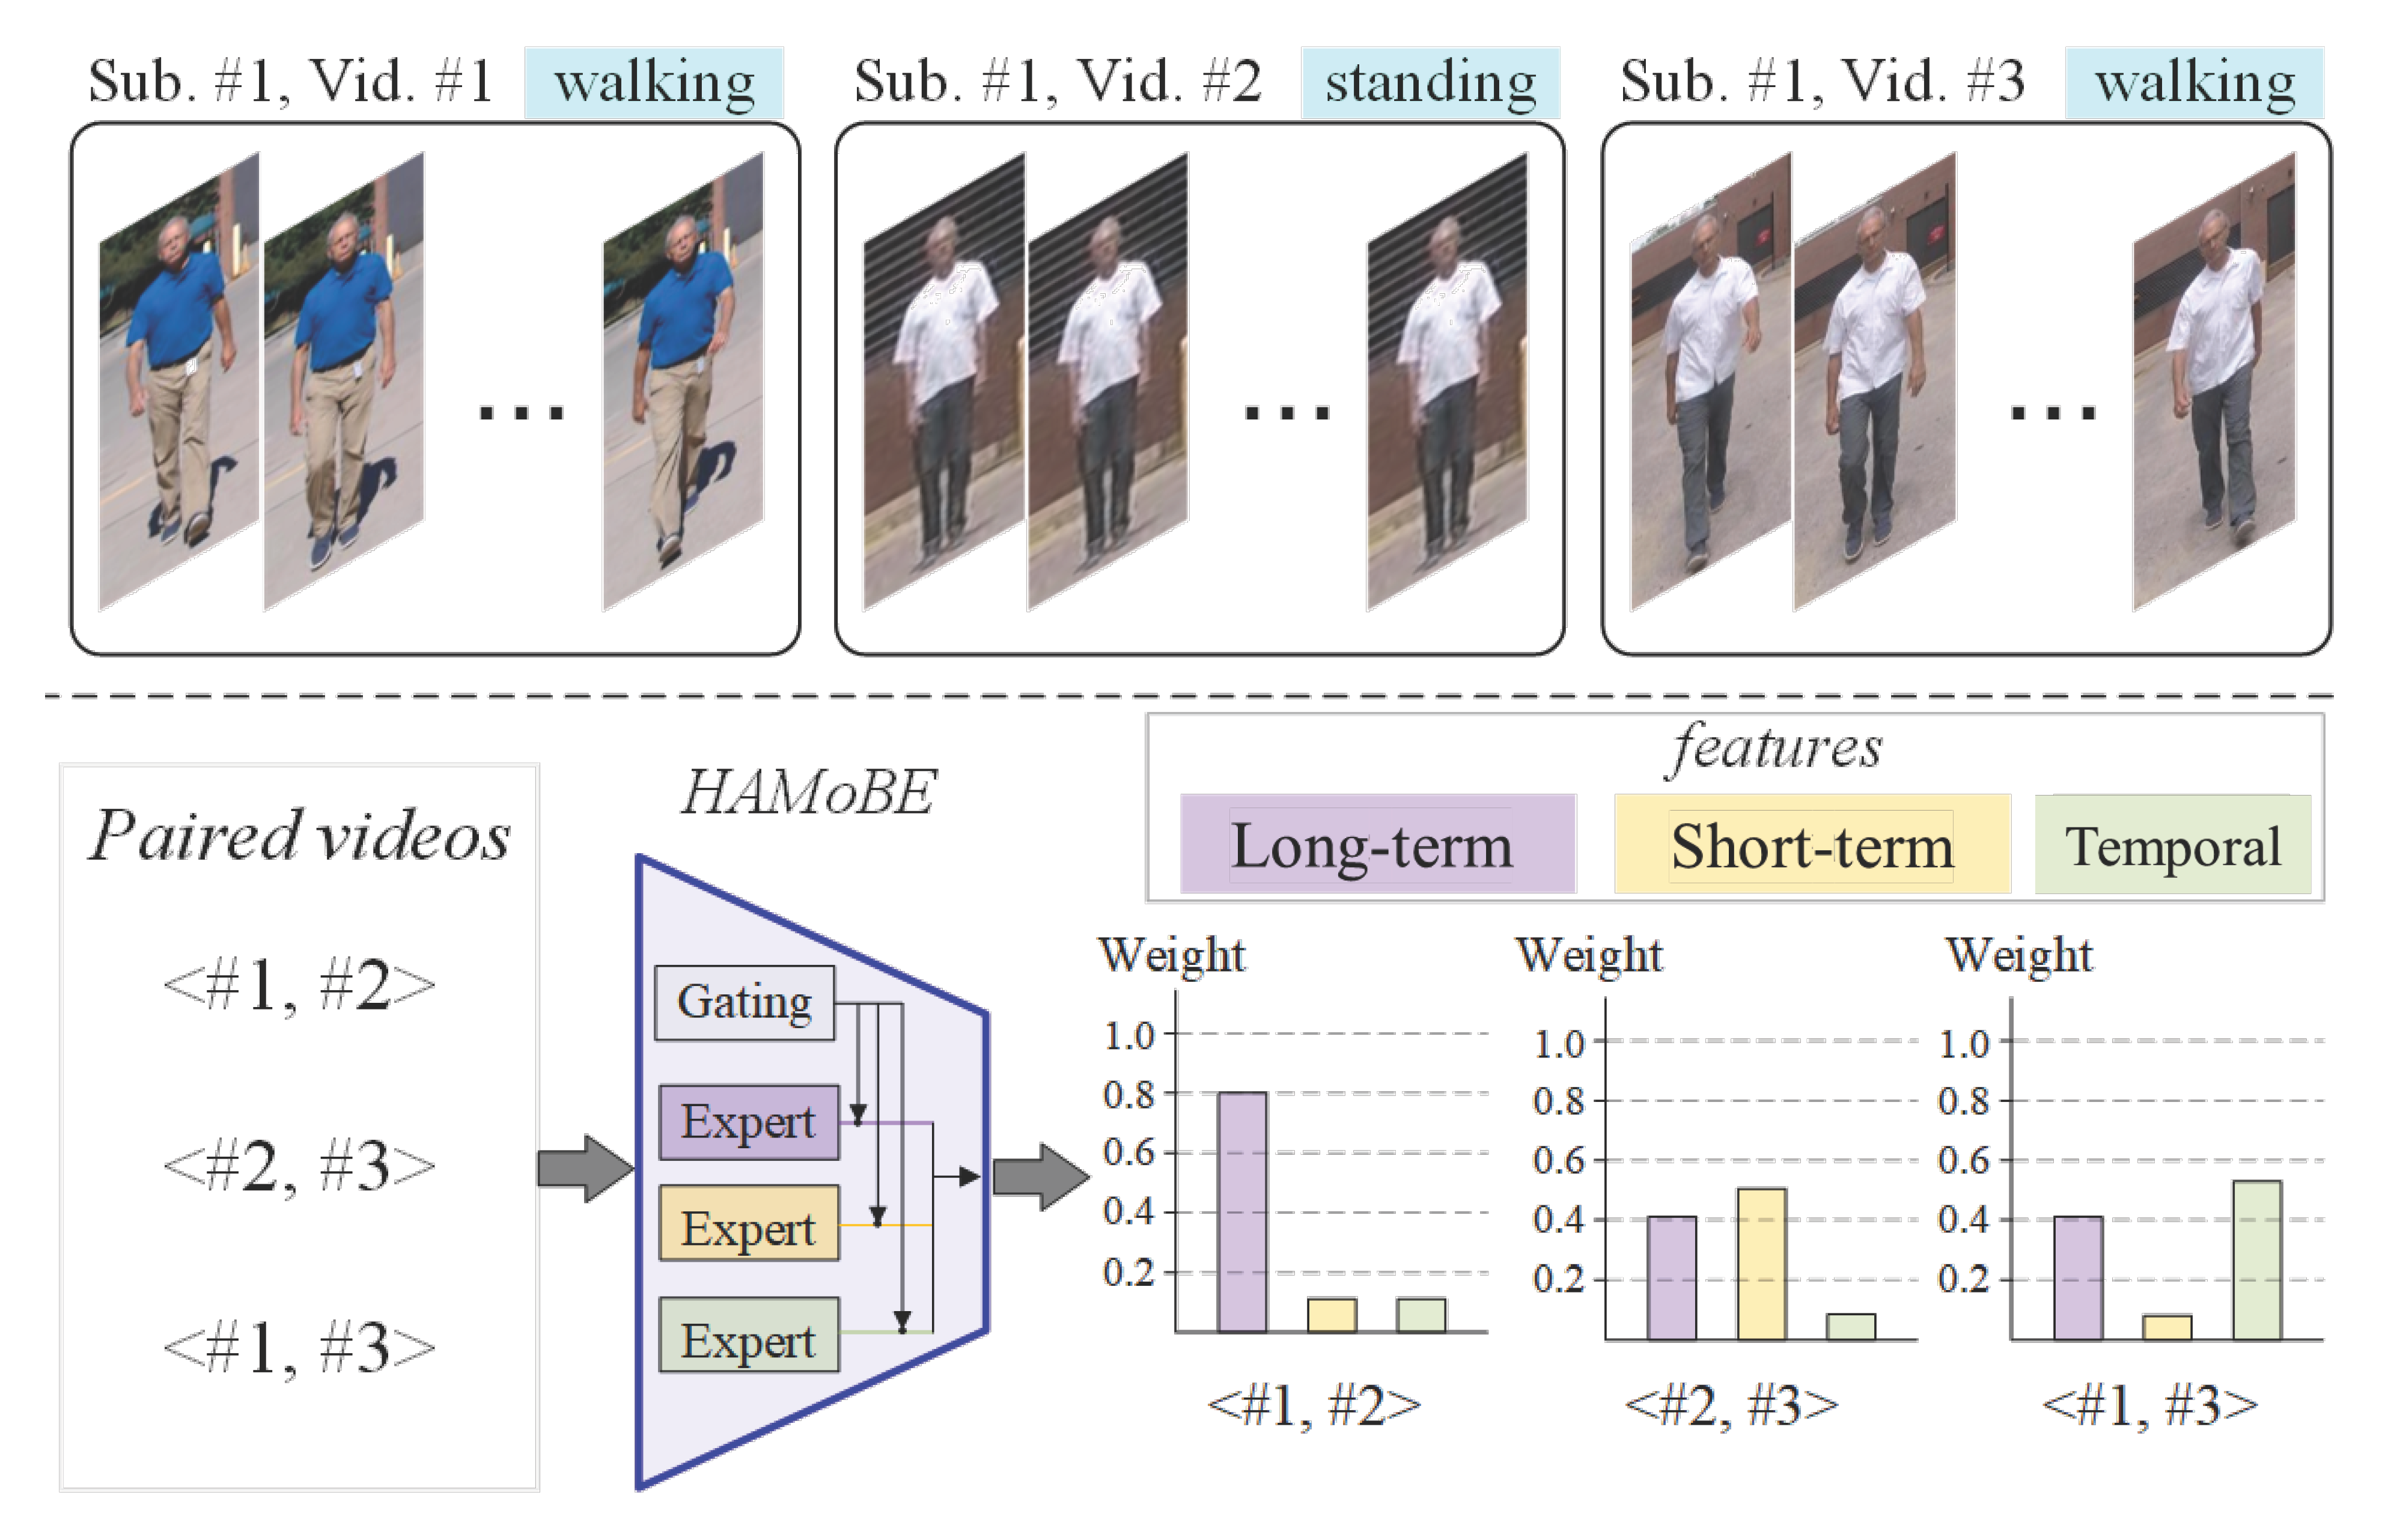 Sub. #1, Vid. #1 walking
Sub. #1, Vid. #2 standing
Sub. #1, Vid. #3 walking
Paired videos
<#1, #2>
<#2, #3>
<#1, #3>
HAMoBE
Gating
Expert
Expert
Expert
features
Long-term Short-term Temporal
Weight
1.0
0.8
0.6
0.4
0.2
<#1, #2>
Weight
1.0
0.8
0.6
0.4
0.2
<#2, #3>
Weight
1.0
0.8
0.6
0.4
0.2
<#1, #3>